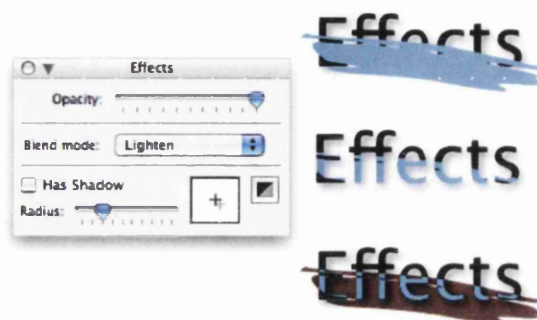 Effects
Opacity:
Blend mode: Lighten
Has Shadow
Radius:
Effects
Effects
Effects